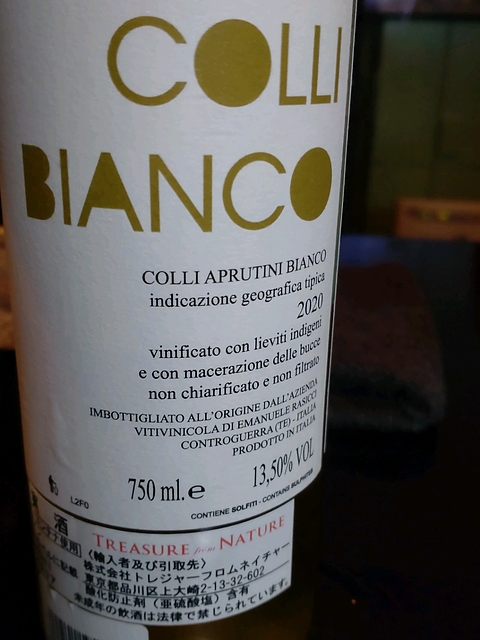 COLLI
BIANCO
COLLI APRUTINI BIANCO
indicazione geografica tipica
2020
vinificato con lieviti indigeni
e con macerazione delle bucce
non chiarificato e non filtrato
IMBOTTIGLIATO ALL'ORIGINE DALL'AZIENDA
VITIVINICOLA DI EMANUELE RASICCI
CONTROGUERRA (TE) - ITALIA
PRODOTTO IN ITALIA
750 ml. e 13,50% VOL
L2F0
CONTIENE SOLFITI - CONTAINS SULPHITES
酒
TREASURE from NATURE
〈輸入者及び引取先〉
株式会社トレジャーフロムネイチャー
東京都品川区上大崎2-13-32-602
酸化防止剤（亜硫酸塩）含有
未成年の飲酒は法律で禁じられています。